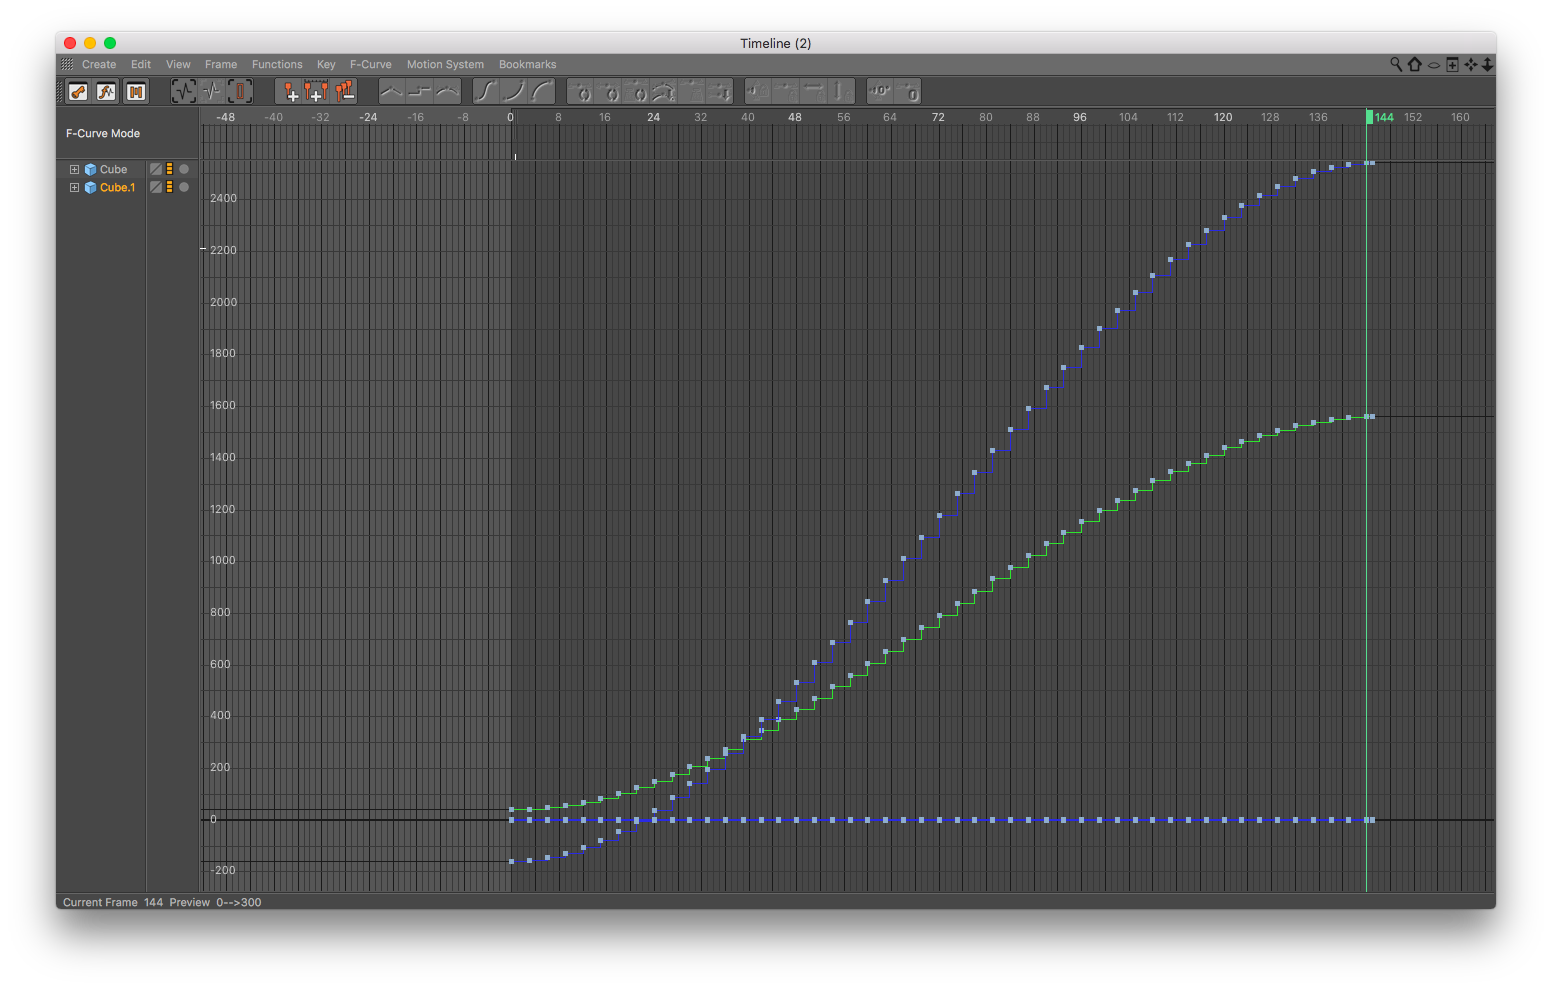 Timeline (2)
Create Edit View Frame Functions Key F-Curve Motion System Bookmarks
F-Curve Mode
-48 -40 -32 -24 -16 -8 0 8 16 24 32 40 48 56 64 72 80 88 96 104 112 120 128 136 144 152 160
Cube
Cube.1
2400
2200
2000
1800
1600
1400
1200
1000
800
600
400
200
0
-200
Current Frame 144 Preview 0-->300